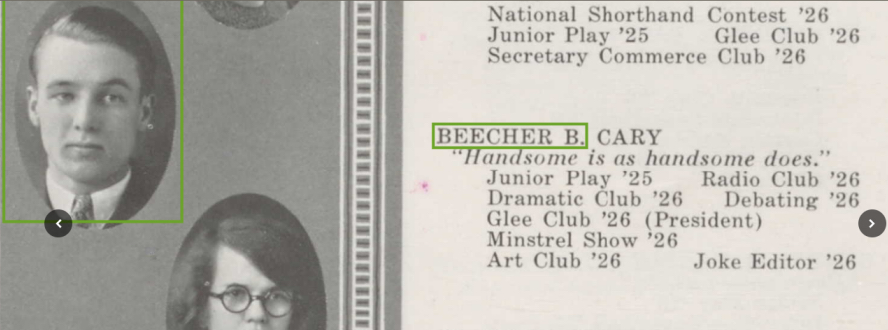 National Shorthand Contest '26
Junior Play '25 Glee Club '26
Secretary Commerce Club '26
BEECHER B. CARY
"Handsome is as handsome does."
Junior Play '25 Radio Club '26
Dramatic Club '26 Debating '26
Glee Club '26 (President)
Minstrel Show '26
Art Club '26 Joke Editor '26